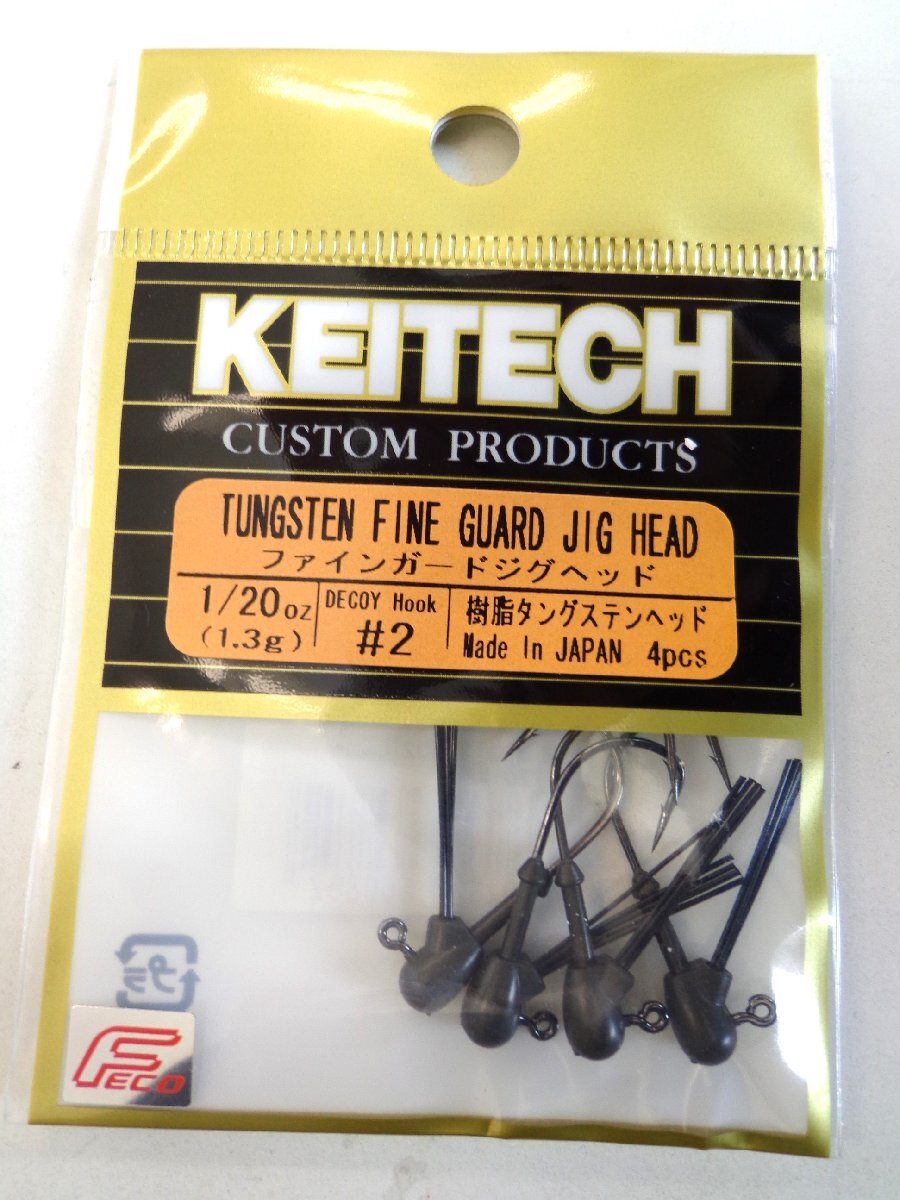 KEITECH
CUSTOM PRODUCTS
TUNGSTEN FINE GUARD JIG HEAD
ファインガードジグヘッド
1/20oz
(1.3g)
DECOY Hook
#2
樹脂タングステンヘッド
Made In JAPAN 4pcs
プラ
FECO